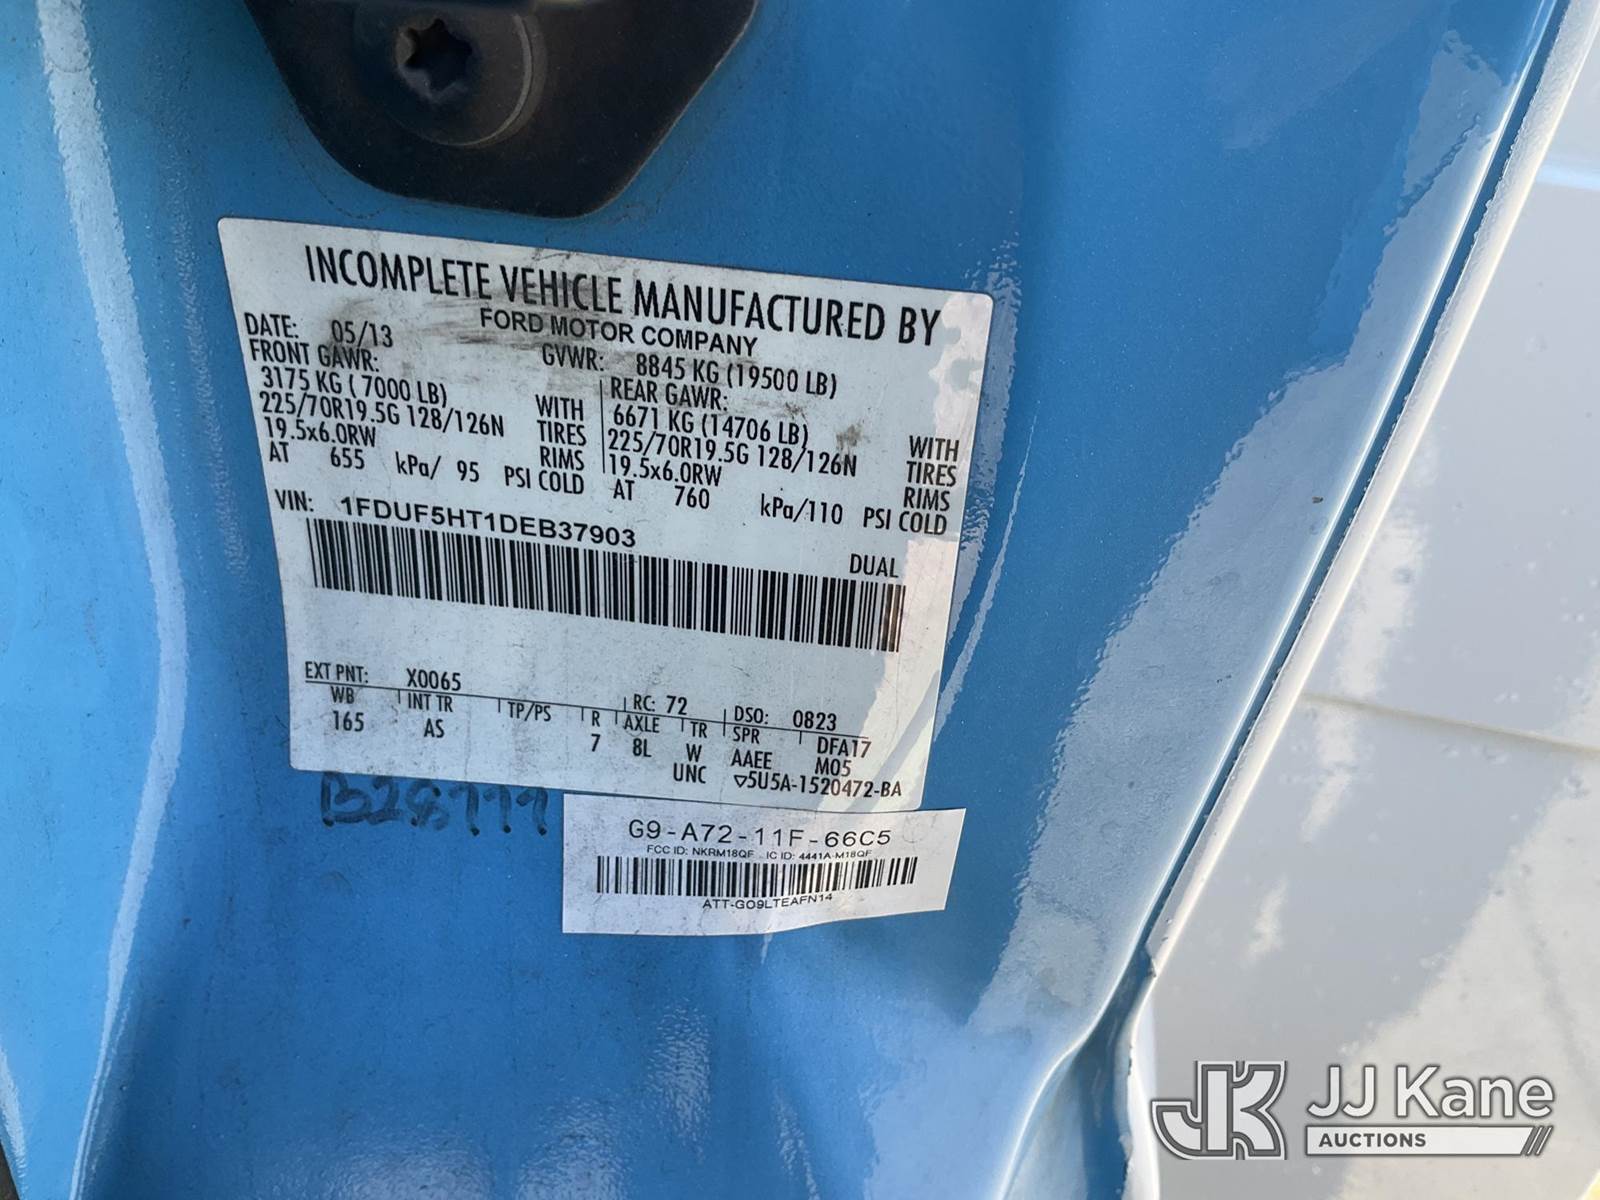 INCOMPLETE VEHICLE MANUFACTURED BY
FORD MOTOR COMPANY
DATE: 05/13 GVWR: 8845 KG (19500 LB)
FRONT GAWR: REAR GAWR:
3175 KG ( 7000 LB) WITH 6671 KG (14706 LB) WITH
225/70R19.5G 128/126N TIRES 225/70R19.5G 128/126N TIRES
19.5x6.0RW RIMS 19.5x6.0RW RIMS
AT 655 kPa/ 95 PSI COLD AT 760 kPa/110 PSI COLD
VIN: 1FDUF5HT1DEB37903
DUAL
EXT PNT: X0065 RC: 72 DSO: 0823
WB INT TR TP/PS R AXLE TR SPR DFA17
165 AS 7 8L W AAEE M05
UNC ▽5U5A-1520472-BA
G9-A72-11F-66C5
FCC ID: NKRM18QF IC ID: 4441A-M18QF
ATT-GO9LTEAFN14
JK JJ Kane
AUCTIONS